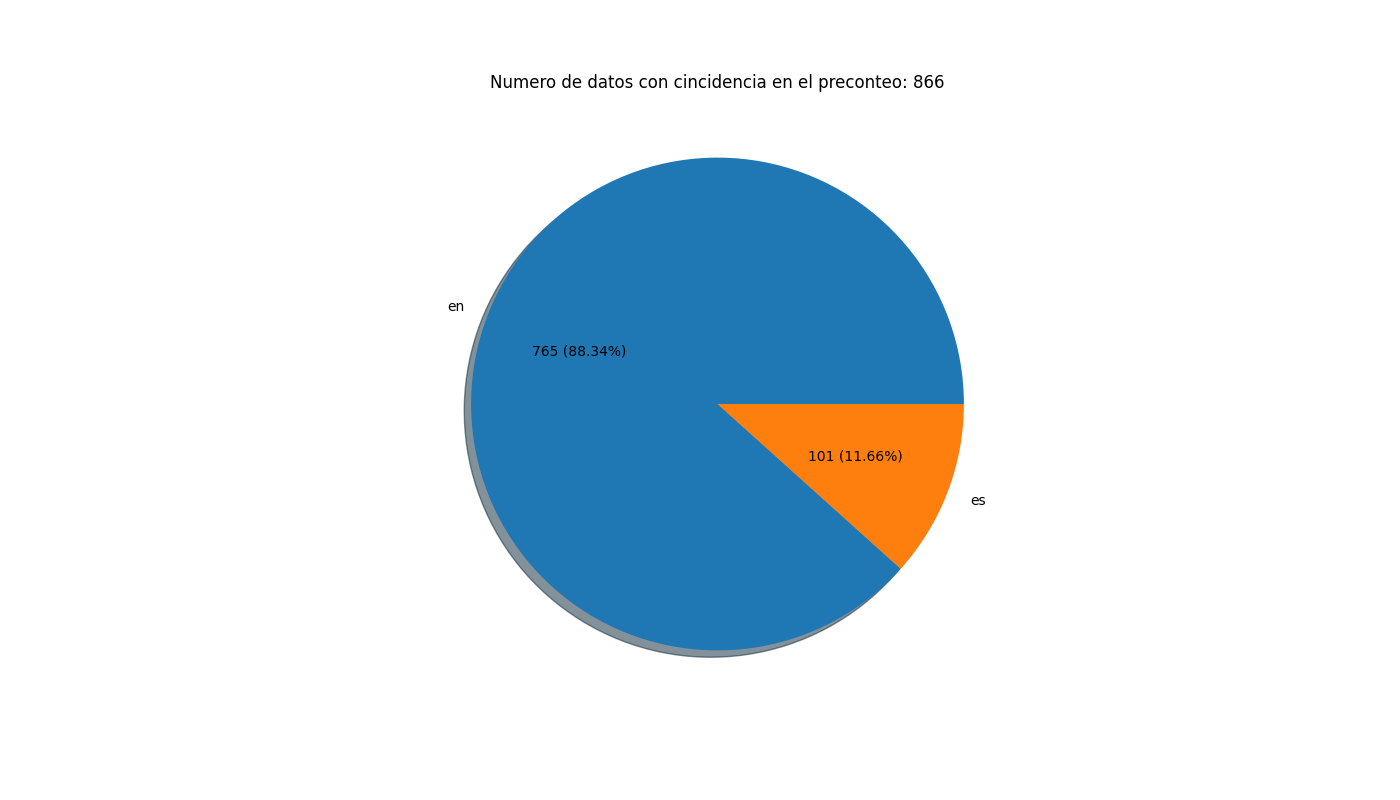 Numero de datos con cincidencia en el preconteo: 866
en
765 (88.34%)
101 (11.66%)
es